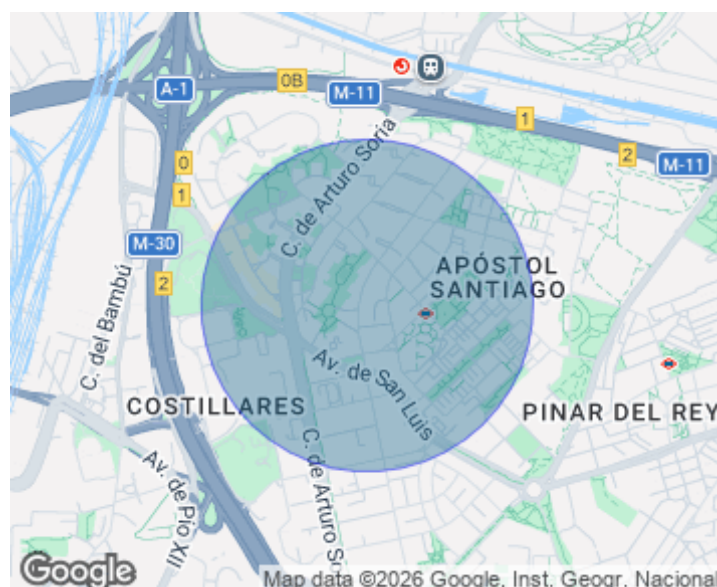 0B
A-1
M-11
1
2
M-11
0
1
C. de Arturo Soria
M-30
2
APÓSTOL
SANTIAGO
C. del Bambú
Av. de San Luis
COSTILLARES
PINAR DEL REY
Av. de Pío XII
C. de Arturo So
Google
Map data ©2026 Google, Inst. Geogr. Nacional